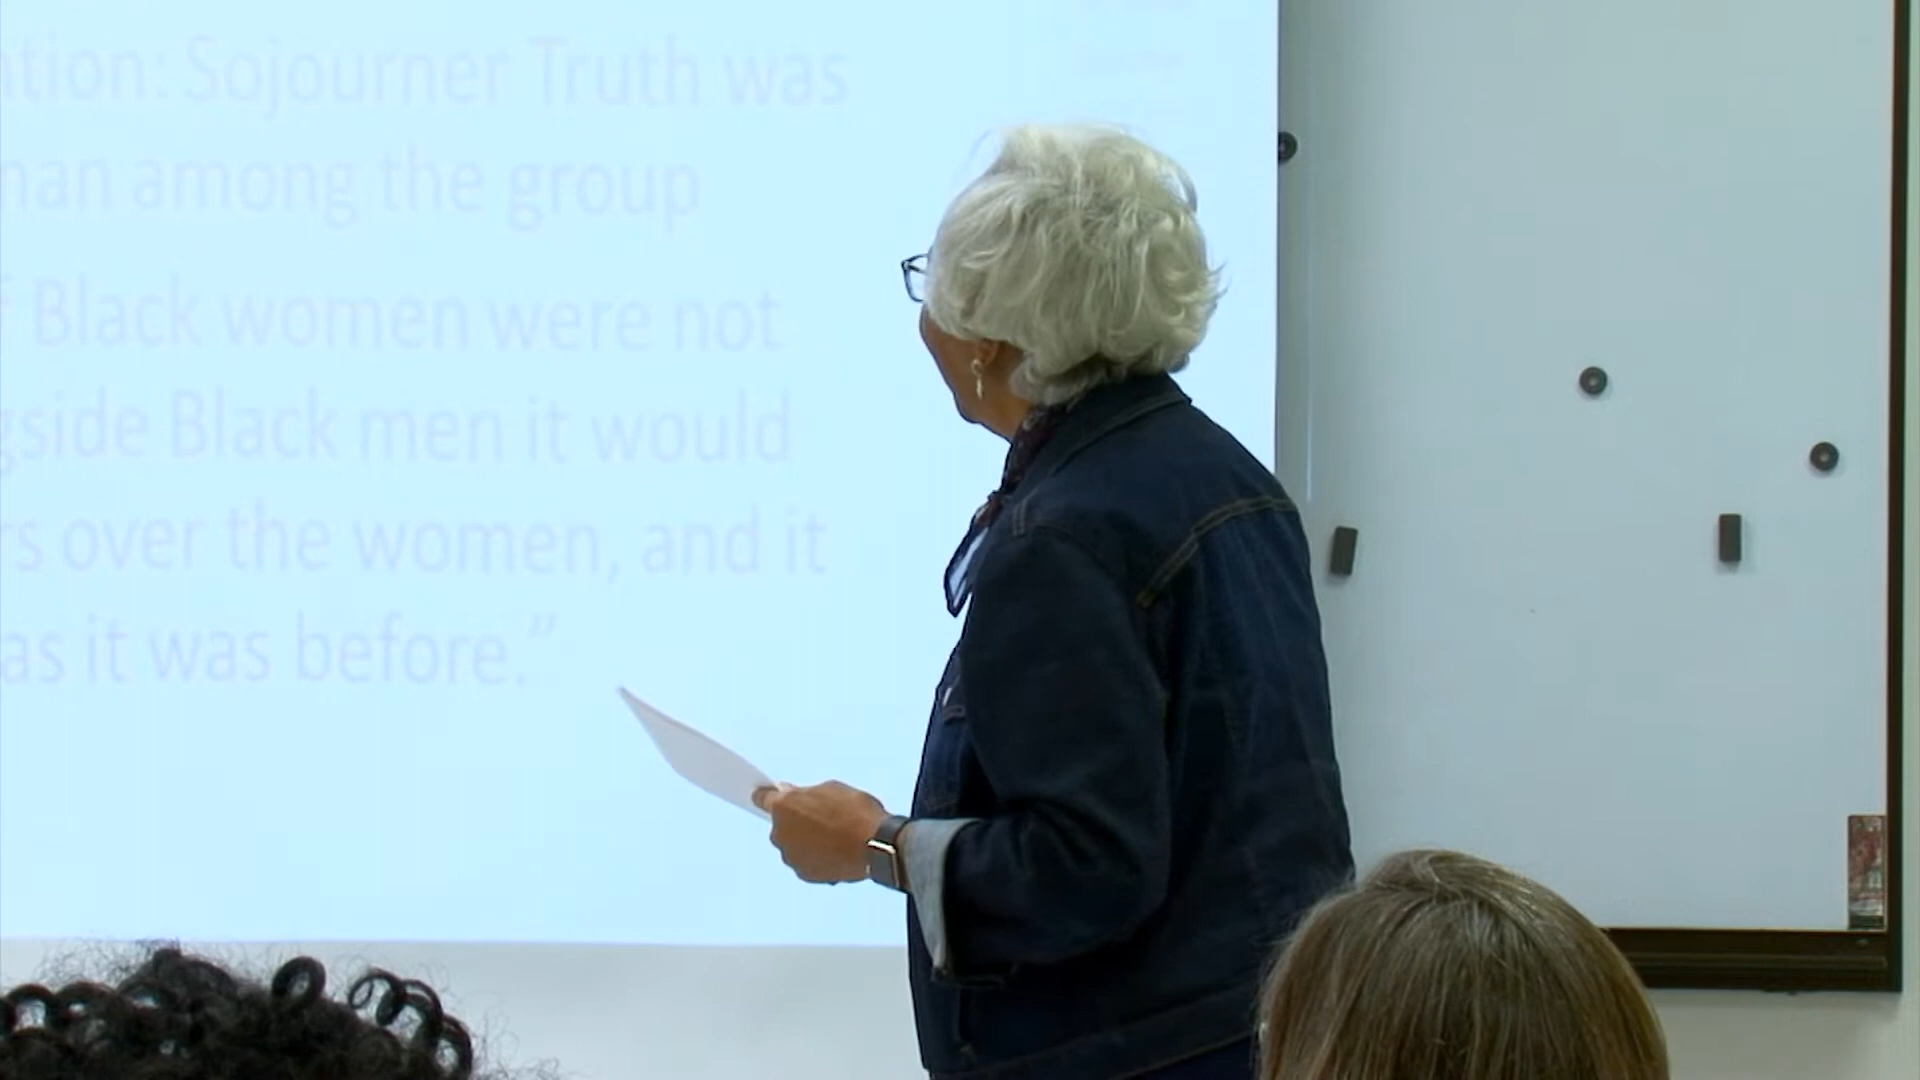 ntion: Sojourner Truth was
man among the group
f Black women were not
gside Black men it would
rs over the women, and it
as it was before.”